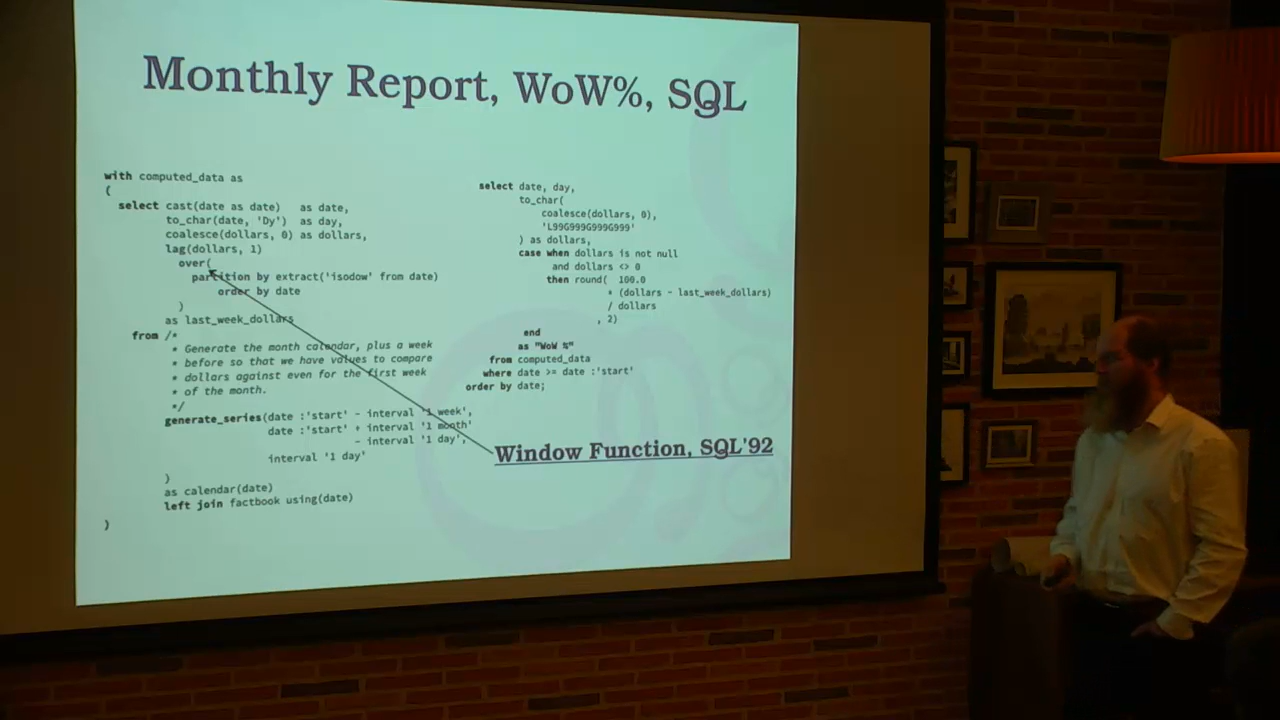 Monthly Report, WoW%, SQL
with computed_data as
(
select cast(date as date) as date,
to_char(date, 'Dy') as day,
coalesce(dollars, 0) as dollars,
lag(dollars, 1)
over(
partition by extract('isodow' from date)
order by date
)
as last_week_dollars
from /*
* Generate the month calendar, plus a week
* before so that we have values to compare
* dollars against even for the first week
* of the month.
*/
generate_series(date :'start' - interval '1 week',
date :'start' + interval '1 month'
- interval '1 day',
interval '1 day'
)
as calendar(date)
left join factbook using(date)
)
select date, day,
to_char(
coalesce(dollars, 0),
'L99G999G999G999'
) as dollars,
case when dollars is not null
and dollars <> 0
then round( 100.0
* (dollars - last_week_dollars)
/ dollars
, 2)
end
as "WoW %"
from computed_data
where date >= date :'start'
order by date;
Window Function, SQL'92